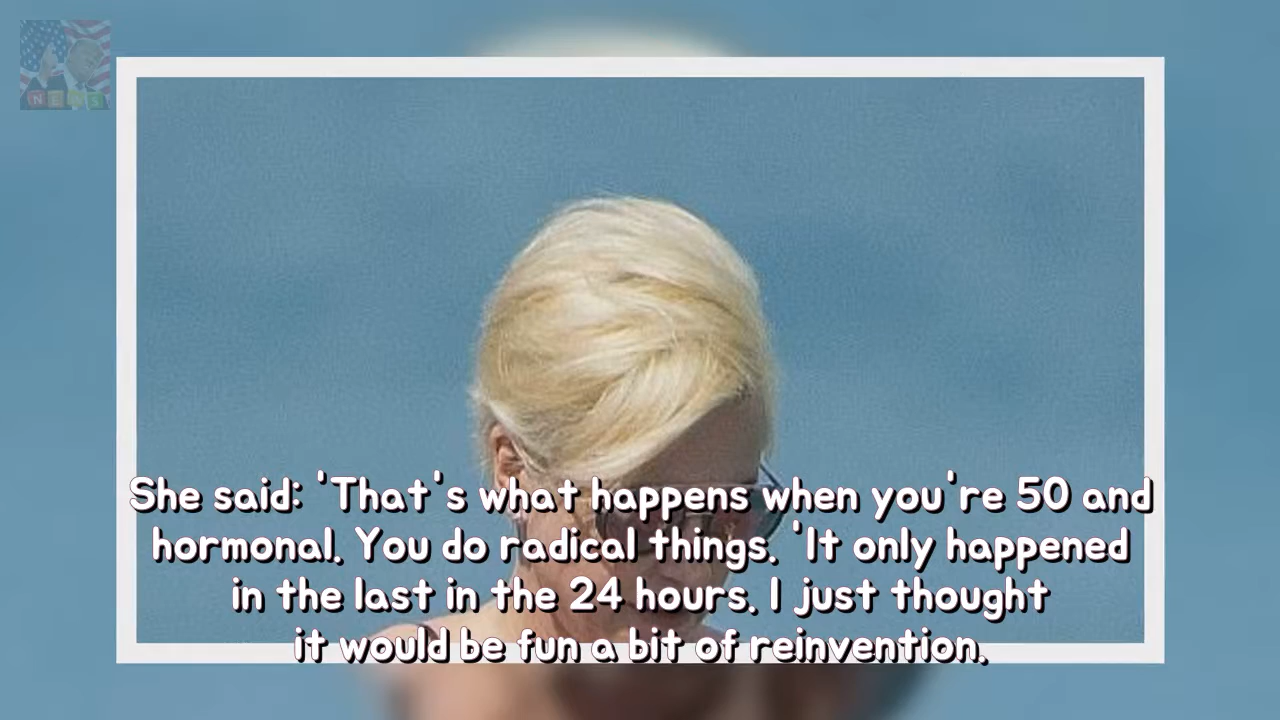 NEWS
She said: 'That's what happens when you're 50 and
hormonal. You do radical things. 'It only happened
in the last in the 24 hours. I just thought
it would be fun a bit of reinvention.